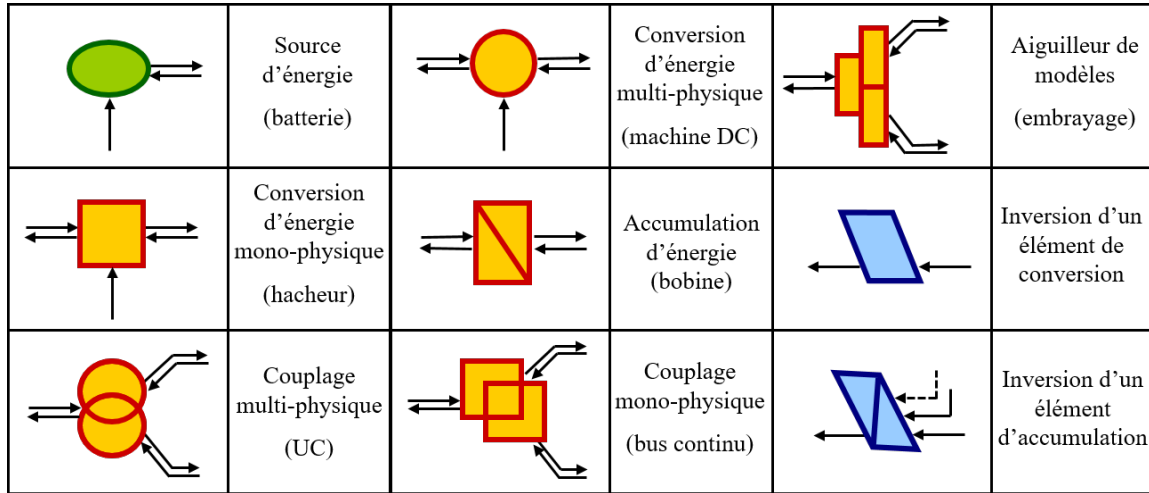 Source
d'énergie
(batterie)
Conversion
d'énergie
multi-physique
(machine DC)
Aiguilleur de
modèles
(embrayage)
Conversion
d'énergie
mono-physique
(hacheur)
Accumulation
d'énergie
(bobine)
Inversion d'un
élément de
conversion
Couplage
multi-physique
(UC)
Couplage
mono-physique
(bus continu)
Inversion d'un
élément
d'accumulation